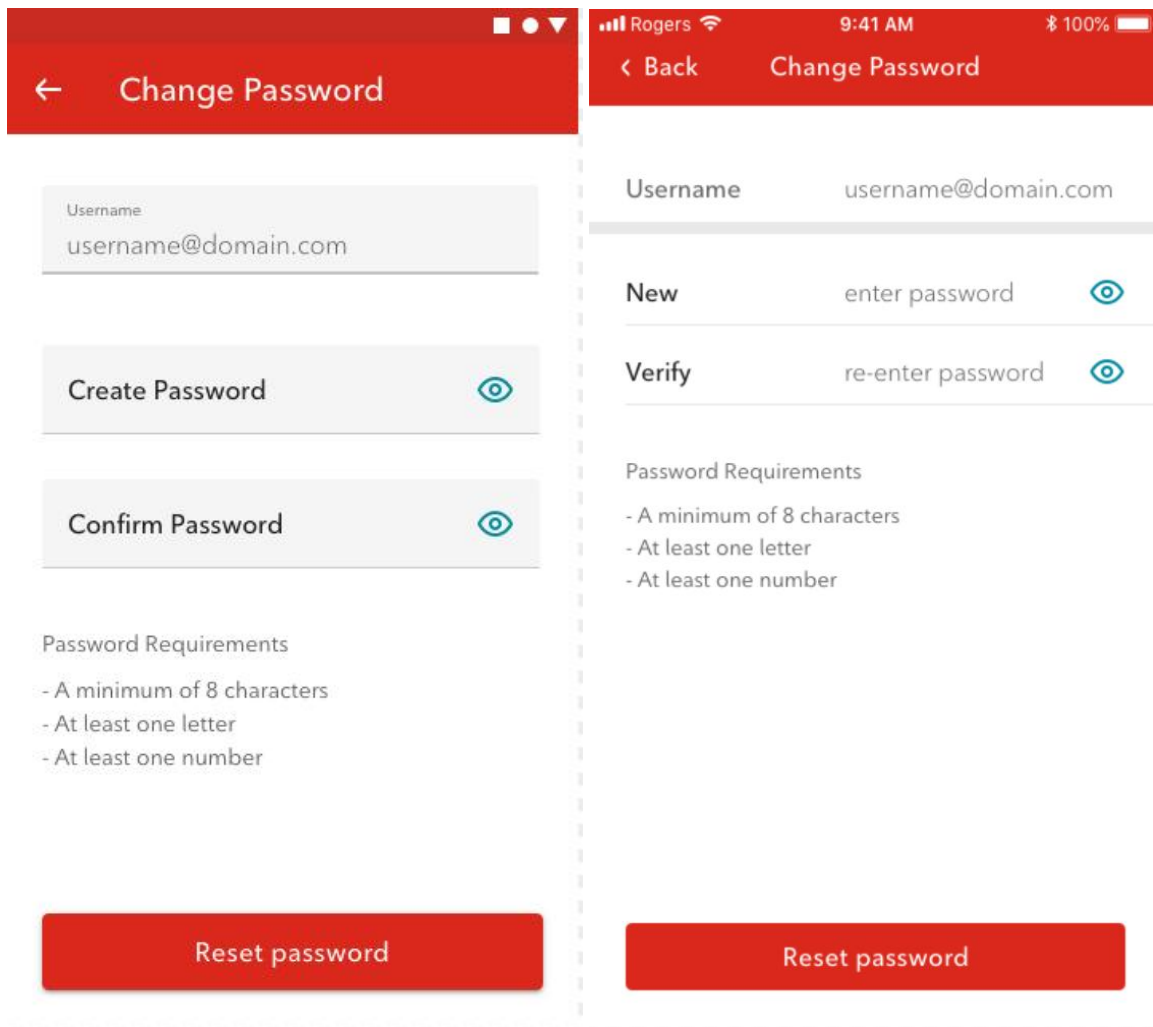 Change Password
Username
username@domain.com
Create Password
Confirm Password
Password Requirements
- A minimum of 8 characters
- At least one letter
- At least one number
Reset password
Rogers 9:41 AM 100%
Back Change Password
Username username@domain.com
New enter password
Verify re-enter password
Password Requirements
- A minimum of 8 characters
- At least one letter
- At least one number
Reset password